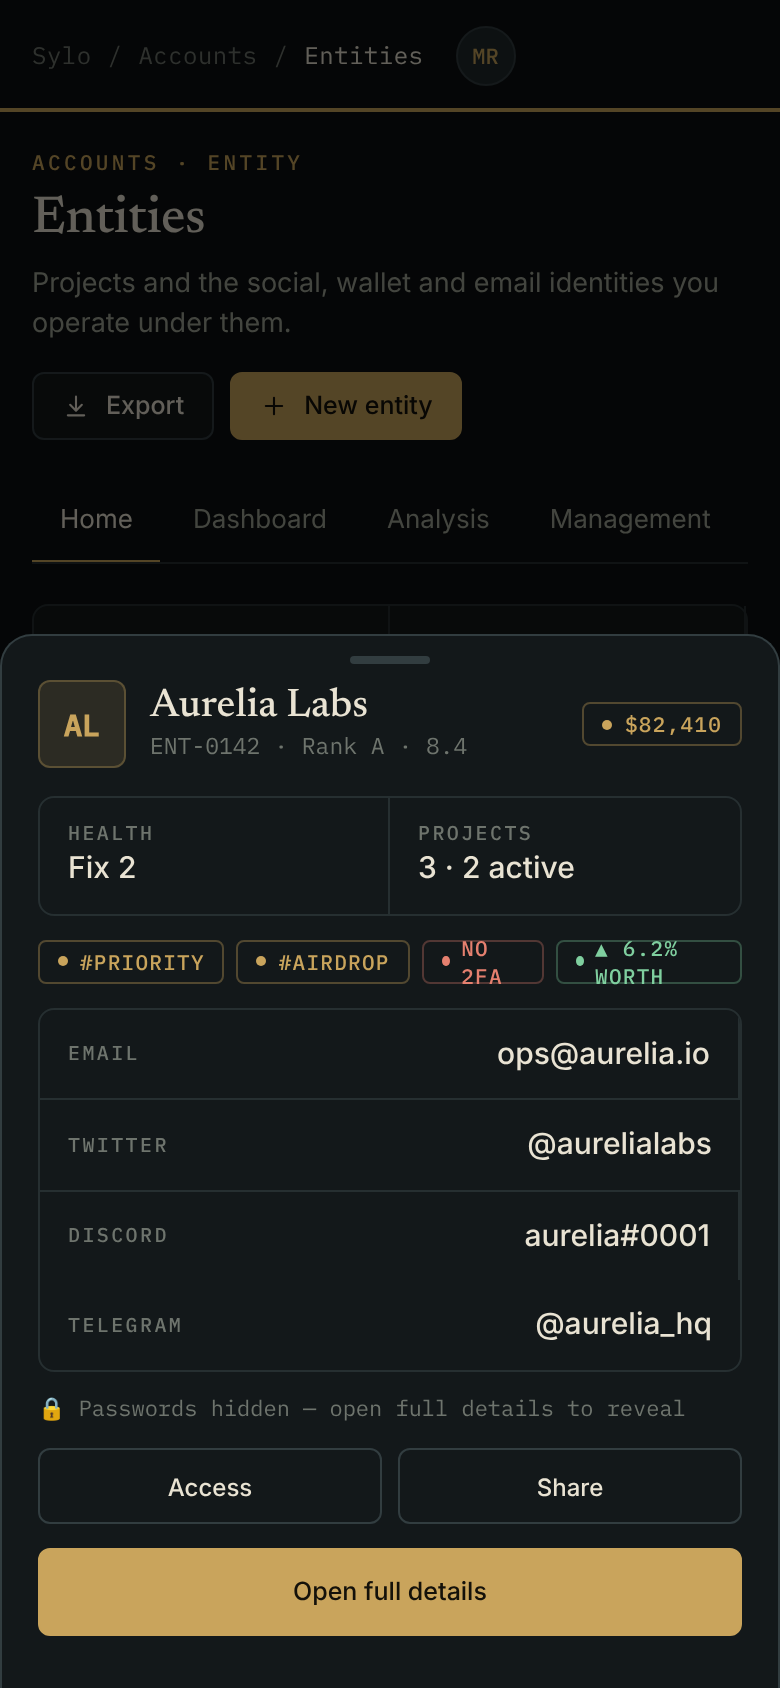 Sylo / Accounts / Entities MR
ACCOUNTS · ENTITY
Entities
Projects and the social, wallet and email identities you
operate under them.
Export + New entity
Home Dashboard Analysis Management
AL
Aurelia Labs
ENT-0142 · Rank A · 8.4
$82,410
HEALTH
Fix 2
PROJECTS
3 · 2 active
#PRIORITY
#AIRDROP
NO
2FA
▲ 6.2%
WORTH
EMAIL ops@aurelia.io
TWITTER @aurelialabs
DISCORD aurelia#0001
TELEGRAM @aurelia_hq
🔒 Passwords hidden — open full details to reveal
Access Share
Open full details